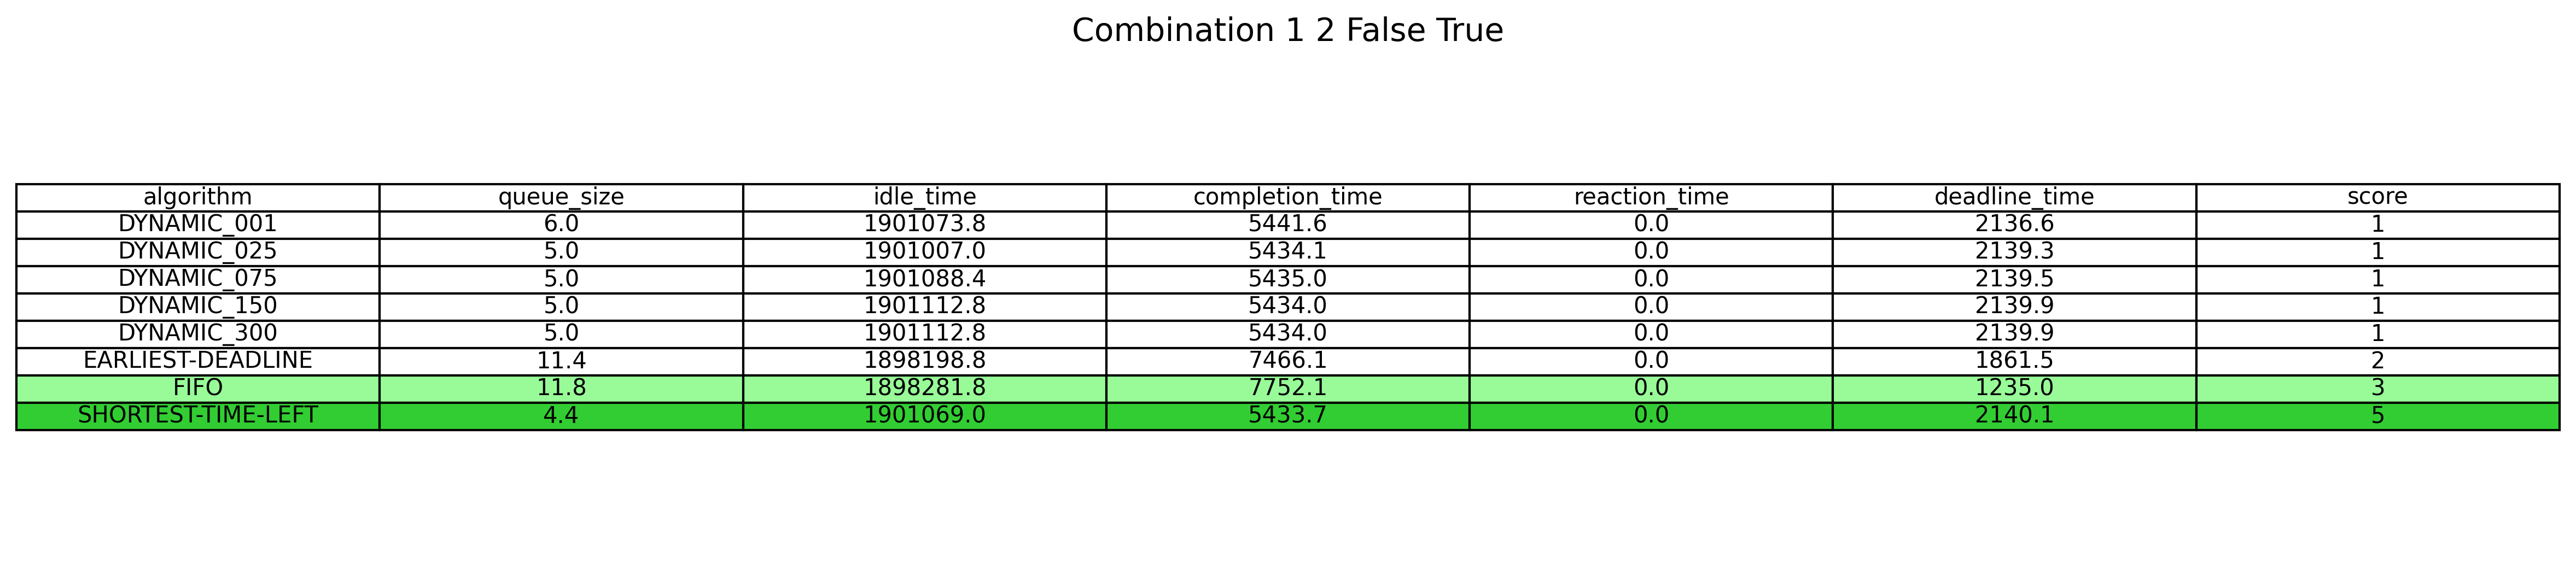 Combination 1 2 False True
algorithm queue_size idle_time completion_time reaction_time deadline_time score
DYNAMIC_001 6.0 1901073.8 5441.6 0.0 2136.6 1
DYNAMIC_025 5.0 1901007.0 5434.1 0.0 2139.3 1
DYNAMIC_075 5.0 1901088.4 5435.0 0.0 2139.5 1
DYNAMIC_150 5.0 1901112.8 5434.0 0.0 2139.9 1
DYNAMIC_300 5.0 1901112.8 5434.0 0.0 2139.9 1
EARLIEST-DEADLINE 11.4 1898198.8 7466.1 0.0 1861.5 2
FIFO 11.8 1898281.8 7752.1 0.0 1235.0 3
SHORTEST-TIME-LEFT 4.4 1901069.0 5433.7 0.0 2140.1 5